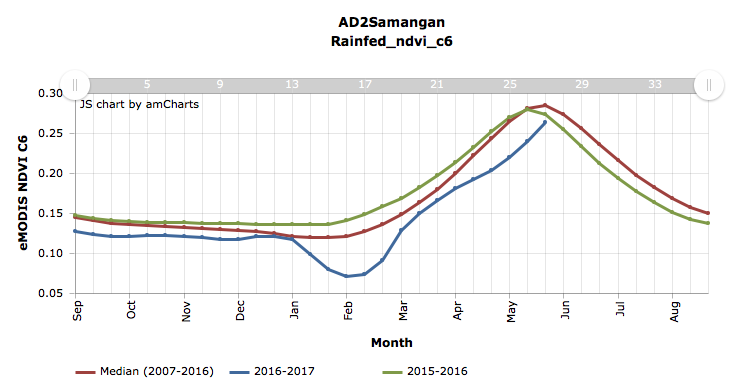 AD2Samangan
Rainfed_ndvi_c6
5 9 13 17 21 25 29 33
JS chart by amCharts
0.30
0.25
0.20
0.15
0.10
0.05
eMODIS NDVI C6
Sep Oct Nov Dec Jan Feb Mar Apr May Jun Jul Aug
Month
Median (2007-2016) 2016-2017 2015-2016